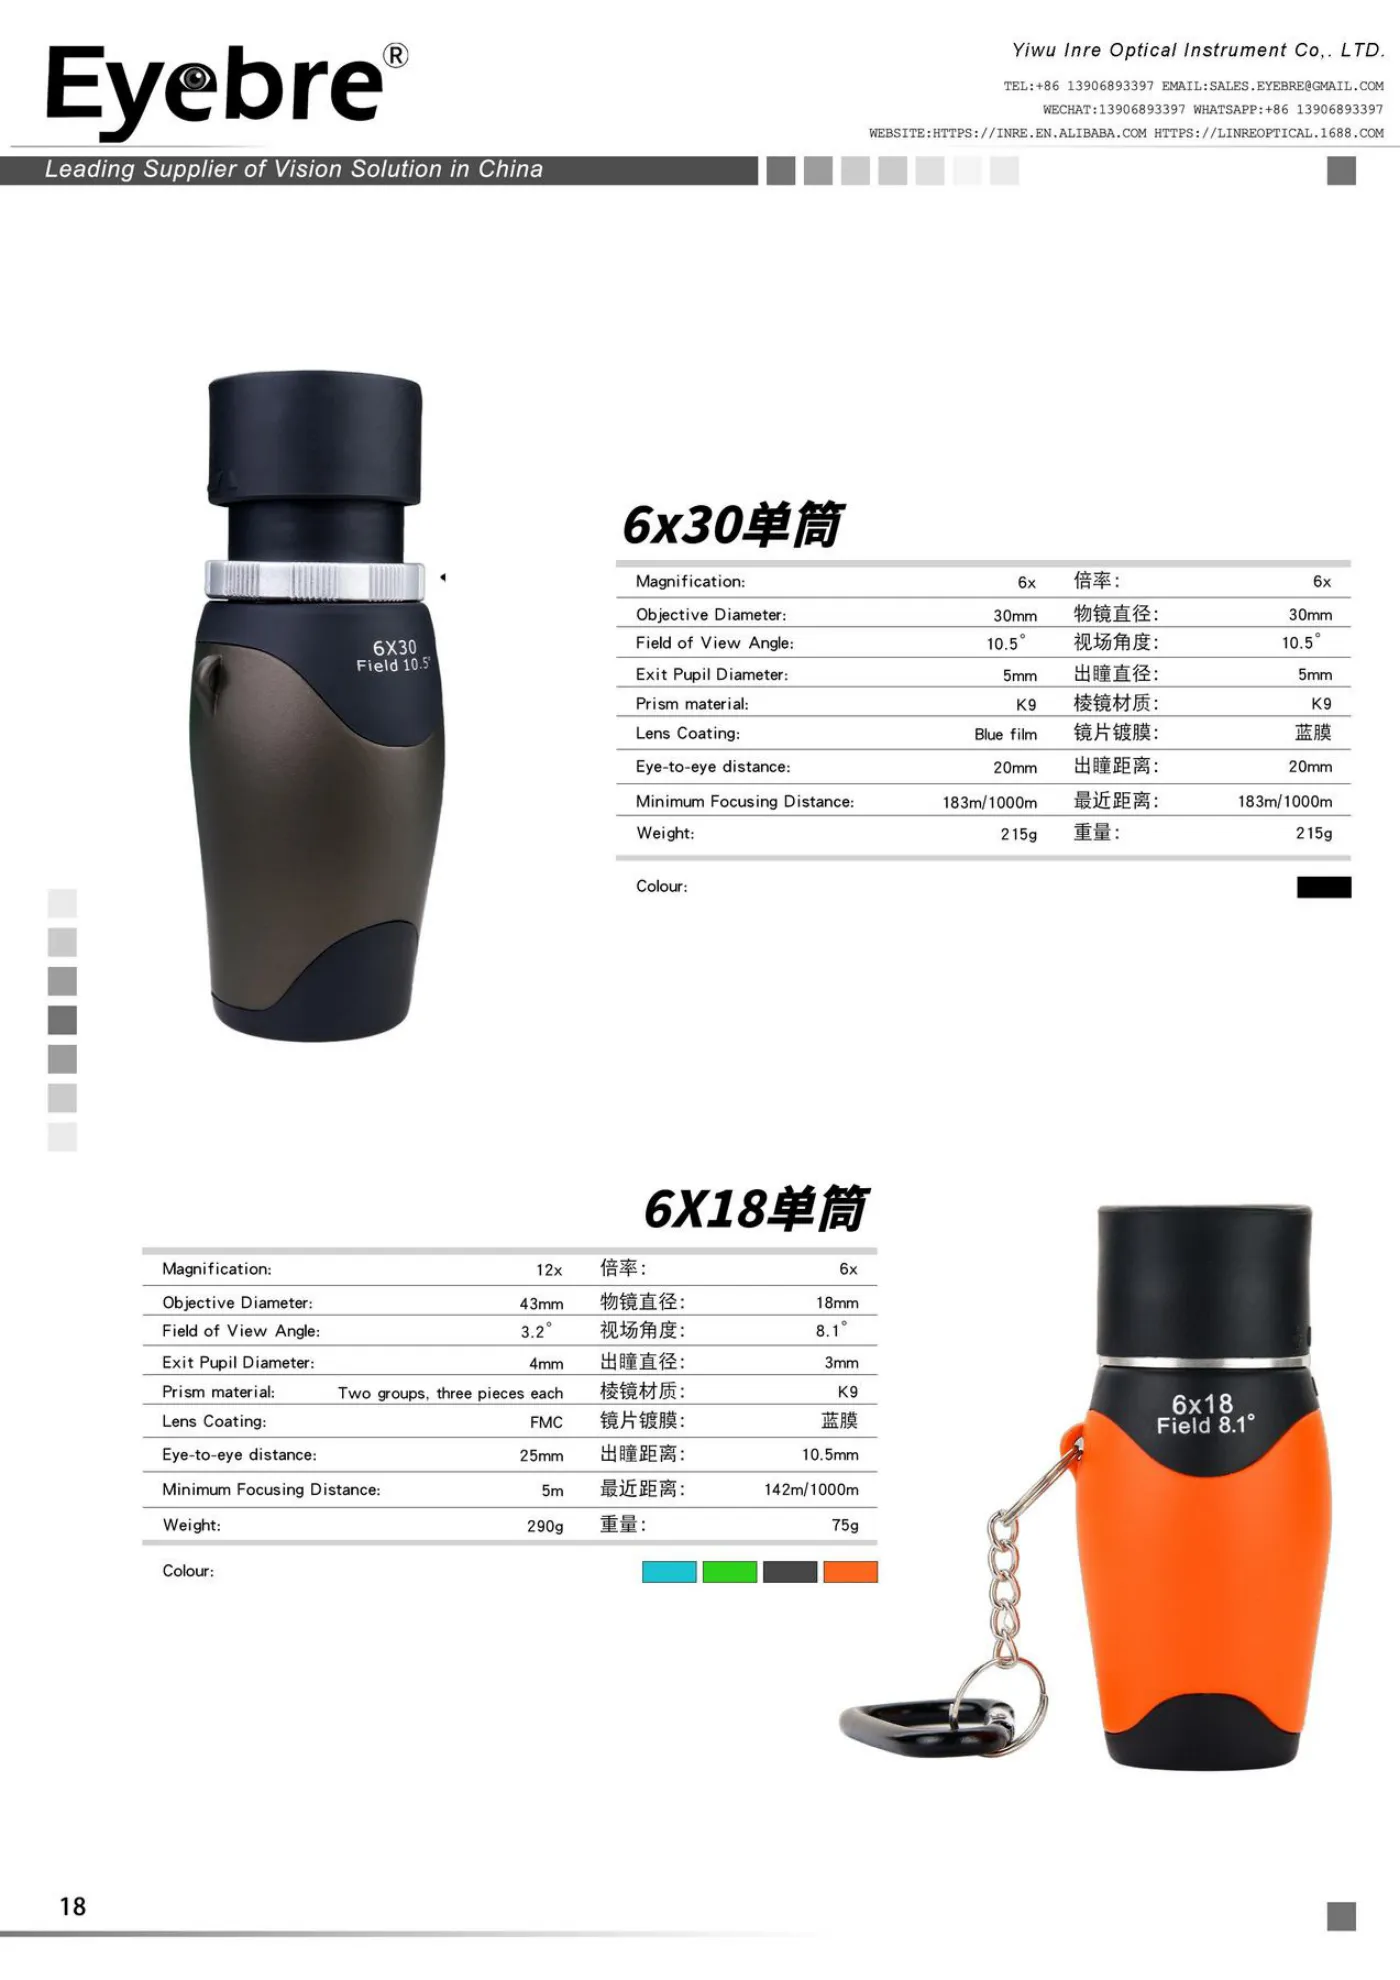 Eyebre®
Yiwu Inre Optical Instrument Co,. LTD.
TEL:+86 13906893397 EMAIL:SALES.EYEBRE@GMAIL.COM
WECHAT:13906893397 WHATSAPP:+86 13906893397
WEBSITE:HTTPS://INRE.EN.ALIBABA.COM HTTPS://LINREOPTICAL.1688.COM
Leading Supplier of Vision Solution in China
6X30
Field 10.5°
6x30单筒
Magnification: 6x 倍率: 6x
Objective Diameter: 30mm 物镜直径: 30mm
Field of View Angle: 10.5° 视场角度: 10.5°
Exit Pupil Diameter: 5mm 出瞳直径: 5mm
Prism material: K9 棱镜材质: K9
Lens Coating: Blue film 镜片镀膜: 蓝膜
Eye-to-eye distance: 20mm 出瞳距离: 20mm
Minimum Focusing Distance: 183m/1000m 最近距离: 183m/1000m
Weight: 215g 重量: 215g
Colour:
6X18单筒
Magnification: 12x 倍率: 6x
Objective Diameter: 43mm 物镜直径: 18mm
Field of View Angle: 3.2° 视场角度: 8.1°
Exit Pupil Diameter: 4mm 出瞳直径: 3mm
Prism material: Two groups, three pieces each 棱镜材质: K9
Lens Coating: FMC 镜片镀膜: 蓝膜
Eye-to-eye distance: 25mm 出瞳距离: 10.5mm
Minimum Focusing Distance: 5m 最近距离: 142m/1000m
Weight: 290g 重量: 75g
Colour:
6x18
Field 8.1°
18